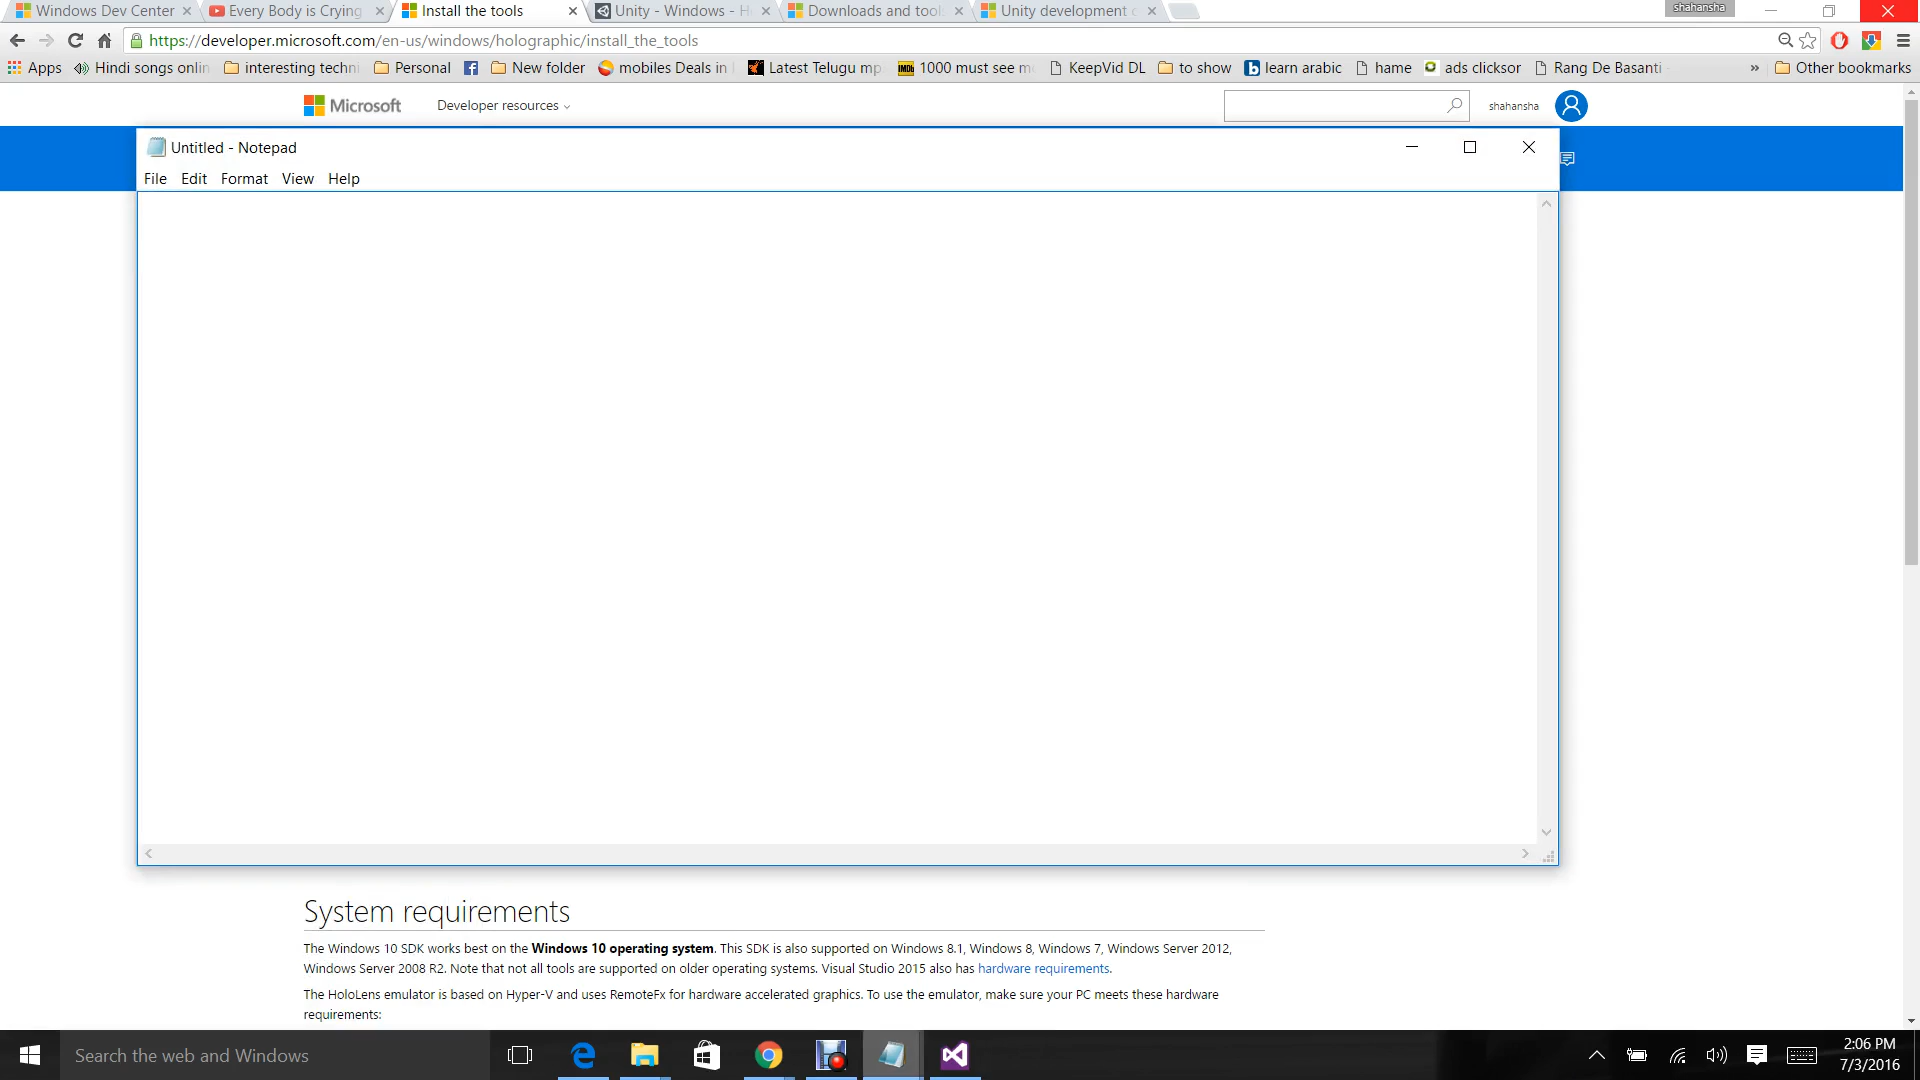 Windows Dev Center
Every Body is Crying
Install the tools
Unity - Windows - H
Downloads and tool
Unity development o
shahansha
https://developer.microsoft.com/en-us/windows/holographic/install_the_tools
Apps
Hindi songs onlin
interesting techni
Personal
New folder
mobiles Deals in
Latest Telugu mp
1000 must see mo
KeepVid DL
to show
learn arabic
hame
ads clicksor
Rang De Basanti
»
Other bookmarks
Microsoft
Developer resources
shahansha
Untitled - Notepad
File Edit Format View Help
System requirements
The Windows 10 SDK works best on the Windows 10 operating system. This SDK is also supported on Windows 8.1, Windows 8, Windows 7, Windows Server 2012,
Windows Server 2008 R2. Note that not all tools are supported on older operating systems. Visual Studio 2015 also has hardware requirements.
The HoloLens emulator is based on Hyper-V and uses RemoteFx for hardware accelerated graphics. To use the emulator, make sure your PC meets these hardware
requirements:
Search the web and Windows
2:06 PM
7/3/2016